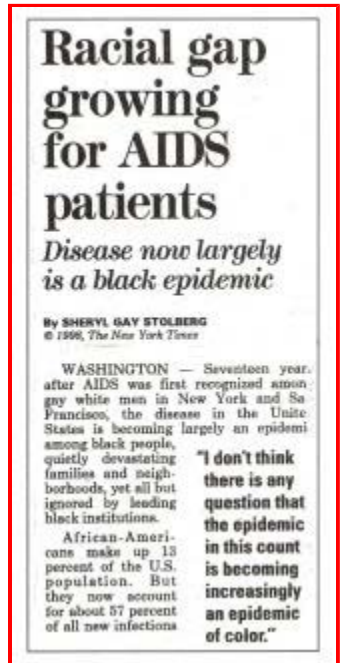 Racial gap
growing
for AIDS
patients
Disease now largely
is a black epidemic
By SHERYL GAY STOLBERG
© 1998, The New York Times
WASHINGTON — Seventeen year
after AIDS was first recognized amon
gay white men in New York and Sa
Francisco, the disease in the Unite
States is becoming largely an epidemi
among black people,
quietly devastating
families and neigh-
borhoods, yet all but
ignored by leading
black institutions.
African-Ameri-
cans make up 13
percent of the U.S.
population. But
they now account
for about 57 percent
of all new infections
"I don't think
there is any
question that
the epidemic
in this count
is becoming
increasingly
an epidemic
of color."